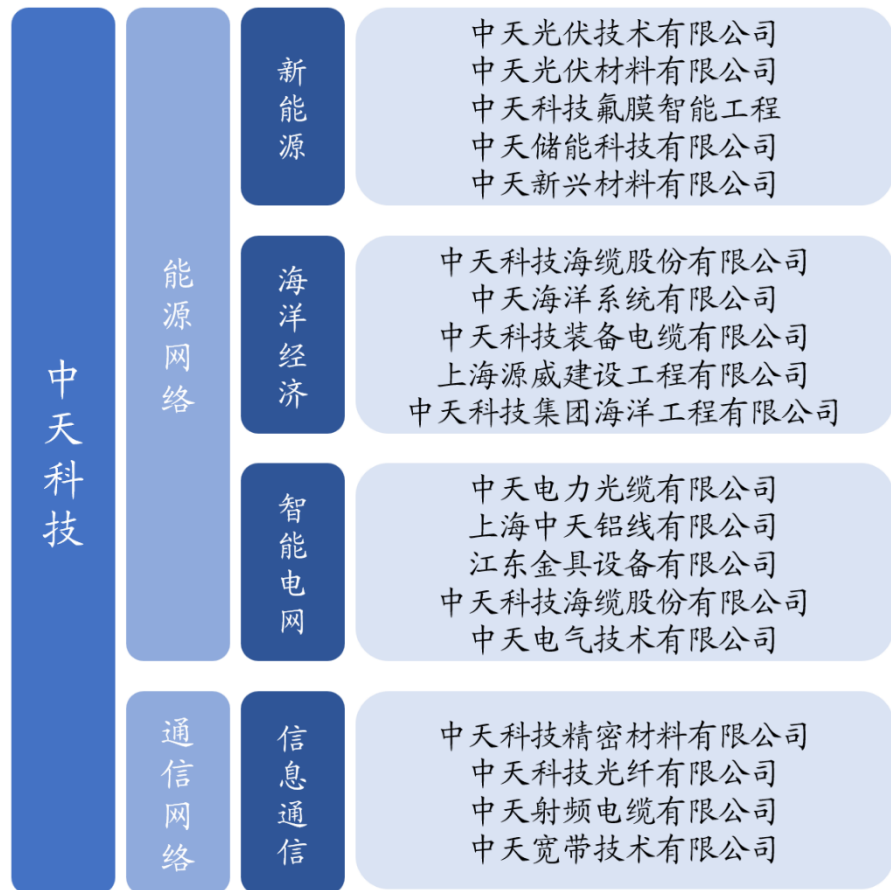 中天科技
能源网络
新能源
中天光伏技术有限公司
中天光伏材料有限公司
中天科技氟膜智能工程
中天储能科技有限公司
中天新兴材料有限公司
海洋经济
中天科技海缆股份有限公司
中天海洋系统有限公司
中天科技装备电缆有限公司
上海源威建设工程有限公司
中天科技集团海洋工程有限公司
智能电网
中天电力光缆有限公司
上海中天铝线有限公司
江东金具设备有限公司
中天科技海缆股份有限公司
中天电气技术有限公司
通信网络
信息通信
中天科技精密材料有限公司
中天科技光纤有限公司
中天射频电缆有限公司
中天宽带技术有限公司